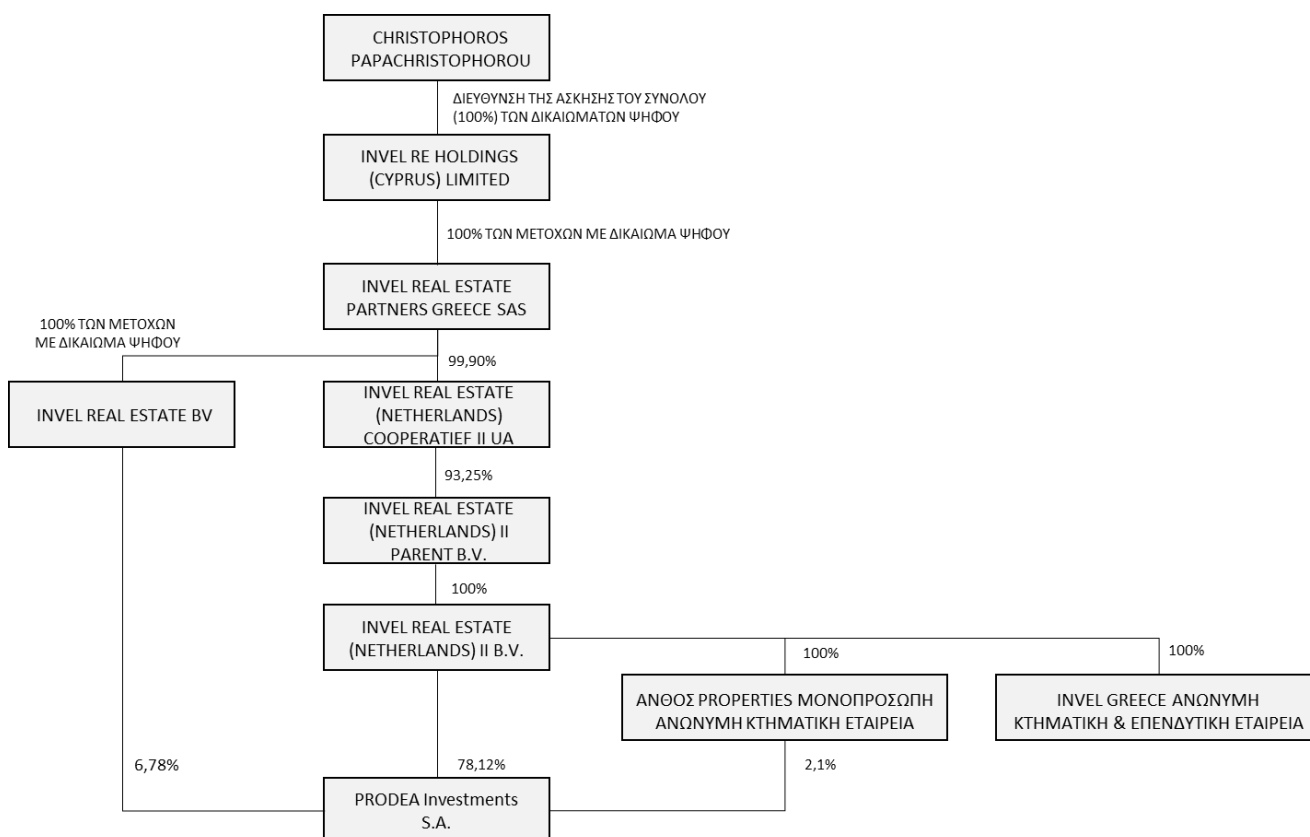 CHRISTOPHOROS
PAPACHRISTOPHOROU
ΔΙΕΥΘΥΝΣΗ ΤΗΣ ΑΣΚΗΣΗΣ ΤΟΥ ΣΥΝΟΛΟΥ
(100%) ΤΩΝ ΔΙΚΑΙΩΜΑΤΩΝ ΨΗΦΟΥ
INVEL RE HOLDINGS
(CYPRUS) LIMITED
100% ΤΩΝ ΜΕΤΟΧΩΝ ΜΕ ΔΙΚΑΙΩΜΑ ΨΗΦΟΥ
INVEL REAL ESTATE
PARTNERS GREECE SAS
100% ΤΩΝ ΜΕΤΟΧΩΝ
ΜΕ ΔΙΚΑΙΩΜΑ ΨΗΦΟΥ
99,90%
INVEL REAL ESTATE BV
INVEL REAL ESTATE
(NETHERLANDS)
COOPERATIEF II UA
93,25%
INVEL REAL ESTATE
(NETHERLANDS) II
PARENT B.V.
100%
INVEL REAL ESTATE
(NETHERLANDS) II B.V.
100%
100%
ΑΝΘΟΣ PROPERTIES ΜΟΝΟΠΡΟΣΩΠΗ
ΑΝΩΝΥΜΗ ΚΤΗΜΑΤΙΚΗ ΕΤΑΙΡΕΙΑ
INVEL GREECE ΑΝΩΝΥΜΗ
ΚΤΗΜΑΤΙΚΗ & ΕΠΕΝΔΥΤΙΚΗ ΕΤΑΙΡΕΙΑ
6,78%
78,12%
2,1%
PRODEA Investments
S.A.